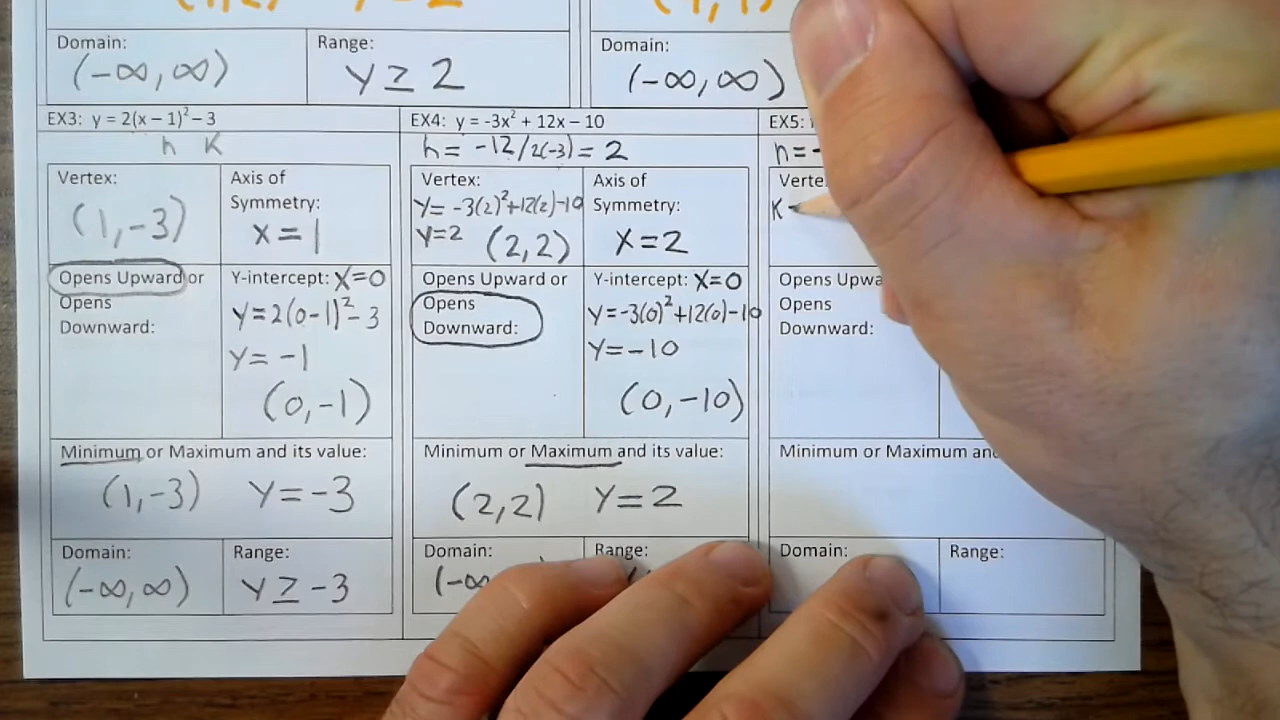 Domain:
(-∞, ∞)
Range:
y ≥ 2
Domain:
(-∞, ∞)
EX3: y = 2(x – 1)² – 3
h K
Vertex:
(1, -3)
Axis of
Symmetry:
x = 1
Opens Upward or
Opens
Downward:
Y-intercept: x=0
y=2(0-1)²-3
y= -1
(0, -1)
Minimum or Maximum and its value:
(1, -3) y = -3
Domain:
(-∞, ∞)
Range:
y ≥ -3
EX4: y = -3x² + 12x – 10
h = -12/2(-3) = 2
Vertex:
y= -3(2)²+12(2)-10
y=2 (2, 2)
Axis of
Symmetry:
x=2
Opens Upward or
Opens
Downward:
Y-intercept: x=0
y=-3(0)²+12(0)-10
y=-10
(0, -10)
Minimum or Maximum and its value:
(2, 2) y=2
Domain:
(-∞
Range:
EX5:
h = -
K
Opens
Downward:
Minimum or Maximum
Domain:
Range: